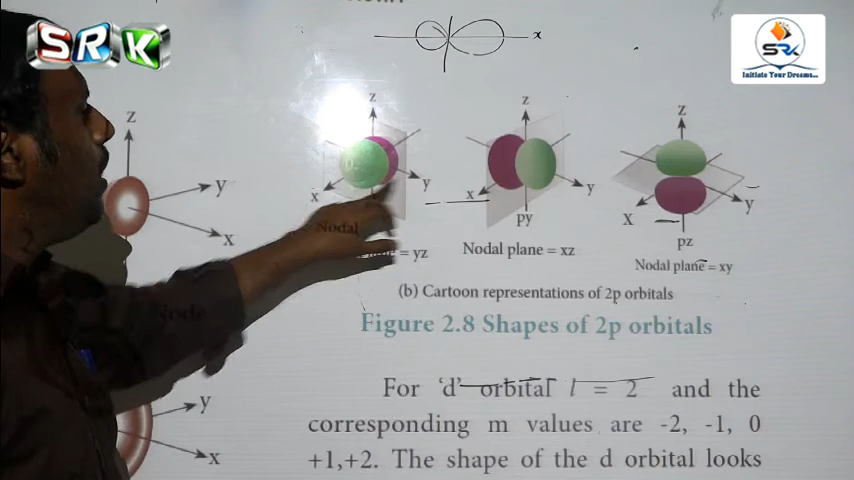 SRK
x
SRK
Initiate Your Dreams..
z
y
x
z
x
y
z
x
y
py
z
x
y
pz
Nodal
= yz
Nodal plane = xz
Nodal plane = xy
(b) Cartoon representations of 2p orbitals
Figure 2.8 Shapes of 2p orbitals
Node
For ‘d’ orbital l = 2 and the
corresponding m values are -2, -1, 0
+1,+2. The shape of the d orbital looks
y
x